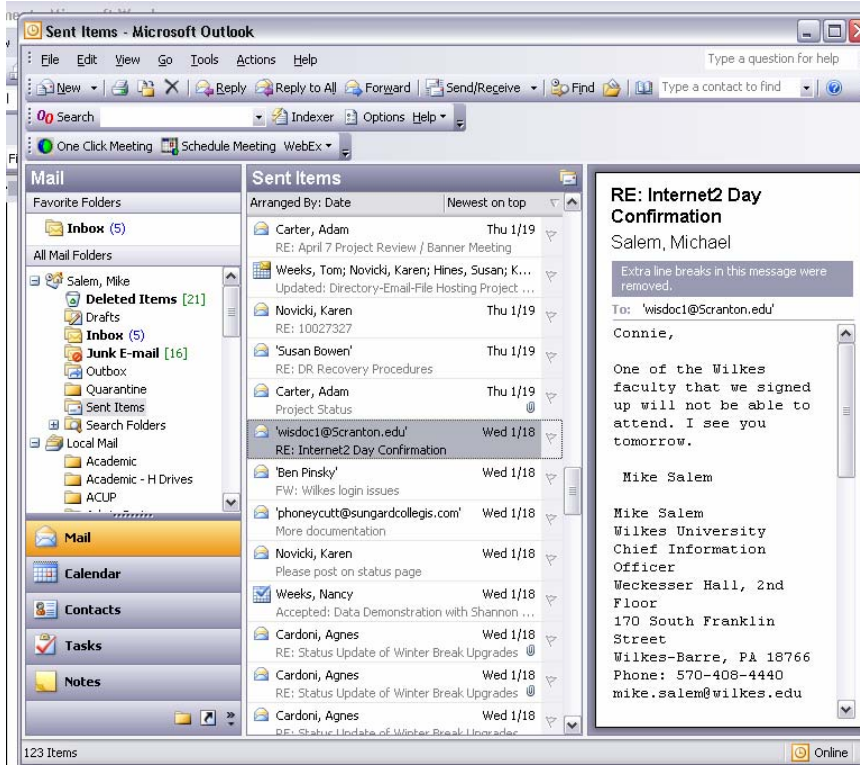 Sent Items - Microsoft Outlook
File Edit View Go Tools Actions Help
Type a question for help
New Reply Reply to All Forward Send/Receive Find Type a contact to find
Search Indexer Options Help
One Click Meeting Schedule Meeting WebEx
Mail
Favorite Folders
Inbox (5)
All Mail Folders
Salem, Mike
Deleted Items [21]
Drafts
Inbox (5)
Junk E-mail [16]
Outbox
Quarantine
Sent Items
Search Folders
Local Mail
Academic
Academic - H Drives
ACUP
Mail
Calendar
Contacts
Tasks
Notes
Sent Items
Arranged By: Date Newest on top
Carter, Adam Thu 1/19
RE: April 7 Project Review / Banner Meeting
Weeks, Tom; Novicki, Karen; Hines, Susan; K...
Updated: Directory-Email-File Hosting Project ...
Novicki, Karen Thu 1/19
RE: 10027327
'Susan Bowen' Thu 1/19
RE: DR Recovery Procedures
Carter, Adam Thu 1/19
Project Status
'wisdoc1@Scranton.edu' Wed 1/18
RE: Internet2 Day Confirmation
'Ben Pinsky' Wed 1/18
FW: Wilkes login issues
'phoneycutt@sungardcollegis.com' Wed 1/18
More documentation
Novicki, Karen Wed 1/18
Please post on status page
Weeks, Nancy Wed 1/18
Accepted: Data Demonstration with Shannon ...
Cardoni, Agnes Wed 1/18
RE: Status Update of Winter Break Upgrades
Cardoni, Agnes Wed 1/18
RE: Status Update of Winter Break Upgrades
Cardoni, Agnes Wed 1/18
RE: Status Update of Winter Break Upgrades
RE: Internet2 Day
Confirmation
Salem, Michael
Extra line breaks in this message were
removed.
To: 'wisdoc1@Scranton.edu'
Connie,
One of the Wilkes
faculty that we signed
up will not be able to
attend. I see you
tomorrow.
Mike Salem
Mike Salem
Wilkes University
Chief Information
Officer
Weckesser Hall, 2nd
Floor
170 South Franklin
Street
Wilkes-Barre, PA 18766
Phone: 570-408-4440
mike.salem@wilkes.edu
123 Items
Online